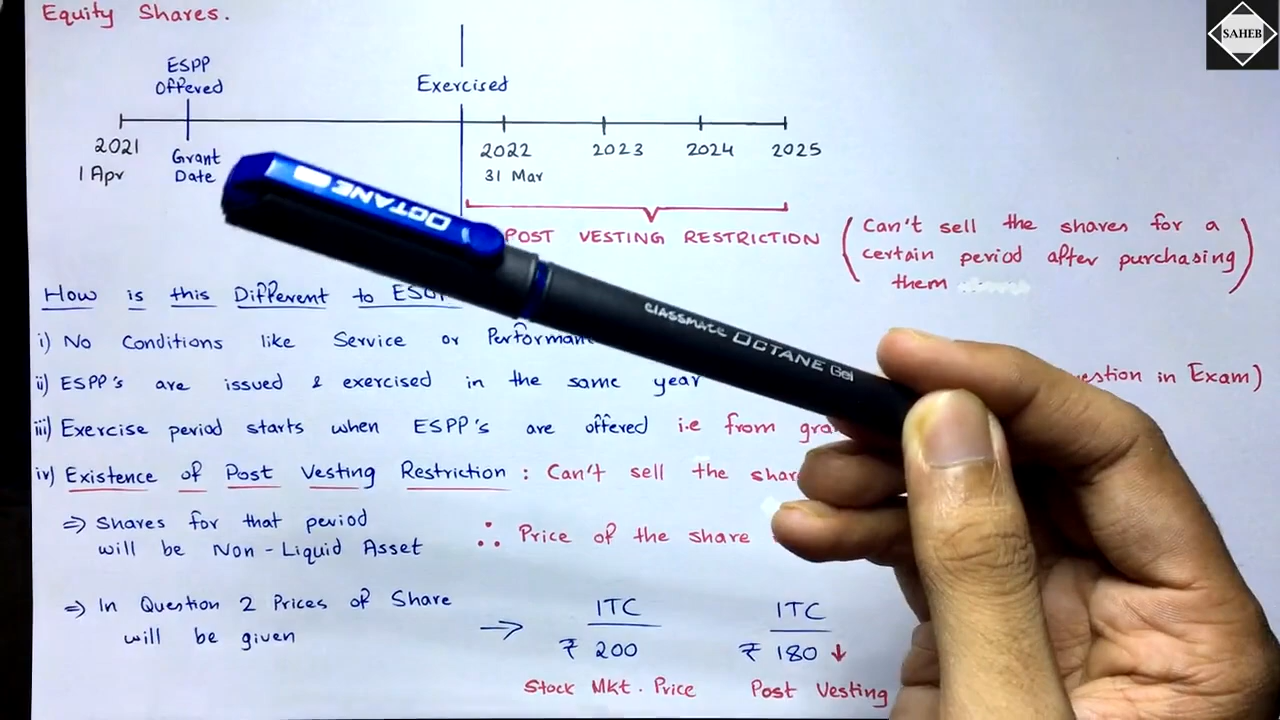 Equity Shares.
SAHEB
ESPP
Offered
Exercised
2021
1 Apr
Grant
Date
2022
31 Mar
2023
2024
2025
POST VESTING RESTRICTION
(Can't sell the shares for a
certain period after purchasing
them)
OCTANE
CLASSMATE OCTANE Gel
How is this Different to
i) No Conditions like Service or
ii) ESPP's are issued & exercised in the same year
in Exam)
iii) Exercise period starts when ESPP's are offered i.e from
iv) Existence of Post Vesting Restriction : Can't sell the
⇒ Shares for that period
will be Non-Liquid Asset
∴ Price of the share
⇒ In Question 2 Prices of Share
will be given
→
ITC
₹ 200
Stock Mkt. Price
ITC
₹ 180 ↓
Post Vesting